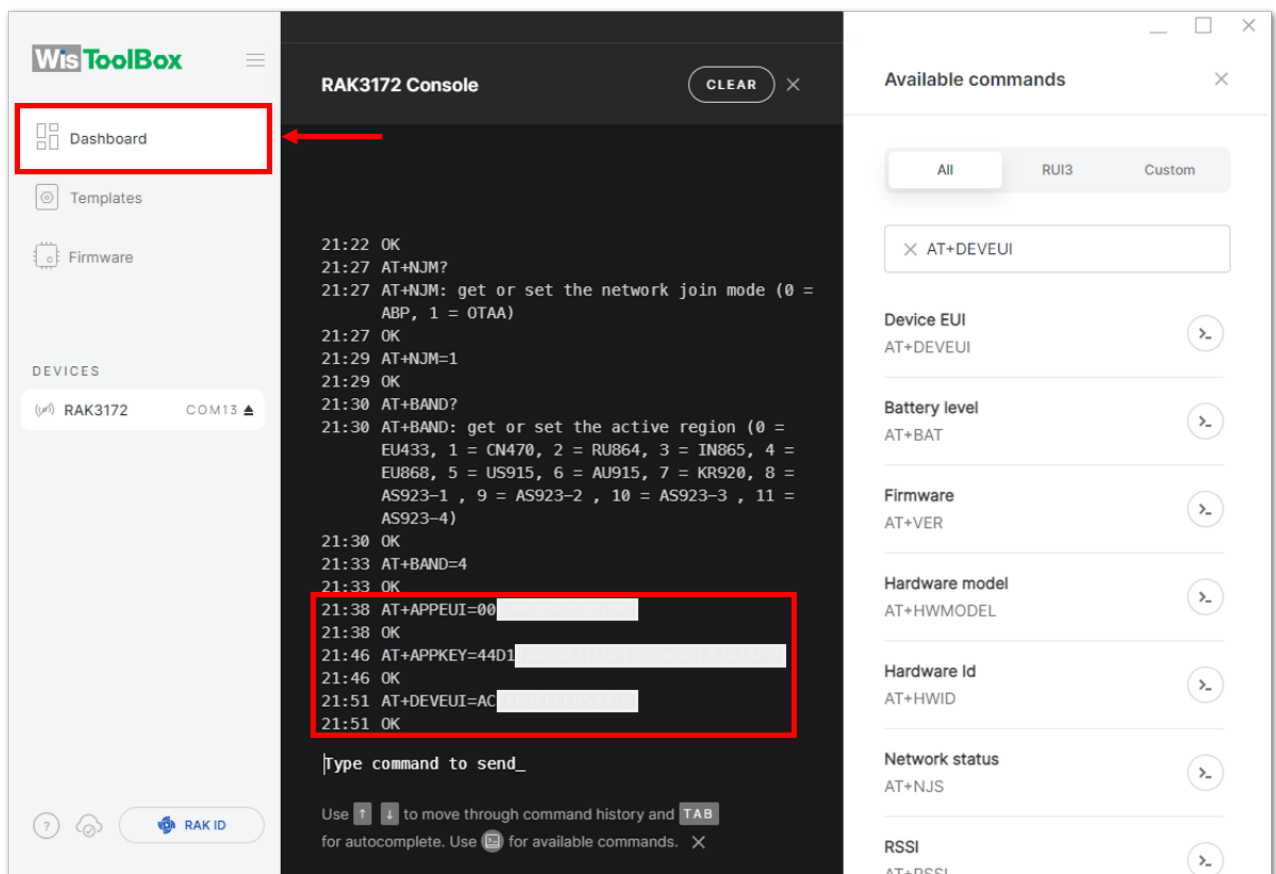 WisToolBox
Dashboard
Templates
Firmware
DEVICES
RAK3172 COM13
RAK ID
RAK3172 Console
CLEAR
21:22 OK
21:27 AT+NJM?
21:27 AT+NJM: get or set the network join mode (0 =
ABP, 1 = OTAA)
21:27 OK
21:29 AT+NJM=1
21:29 OK
21:30 AT+BAND?
21:30 AT+BAND: get or set the active region (0 =
EU433, 1 = CN470, 2 = RU864, 3 = IN865, 4 =
EU868, 5 = US915, 6 = AU915, 7 = KR920, 8 =
AS923-1 , 9 = AS923-2 , 10 = AS923-3 , 11 =
AS923-4)
21:30 OK
21:33 AT+BAND=4
21:33 OK
21:38 AT+APPEUI=00
21:38 OK
21:46 AT+APPKEY=44D1
21:46 OK
21:51 AT+DEVEUI=AC
21:51 OK
Type command to send_
Use ↑ ↓ to move through command history and TAB
for autocomplete. Use for available commands.
Available commands
All RUI3 Custom
AT+DEVEUI
Device EUI
AT+DEVEUI
Battery level
AT+BAT
Firmware
AT+VER
Hardware model
AT+HWMODEL
Hardware Id
AT+HWID
Network status
AT+NJS
RSSI
AT+RSSI